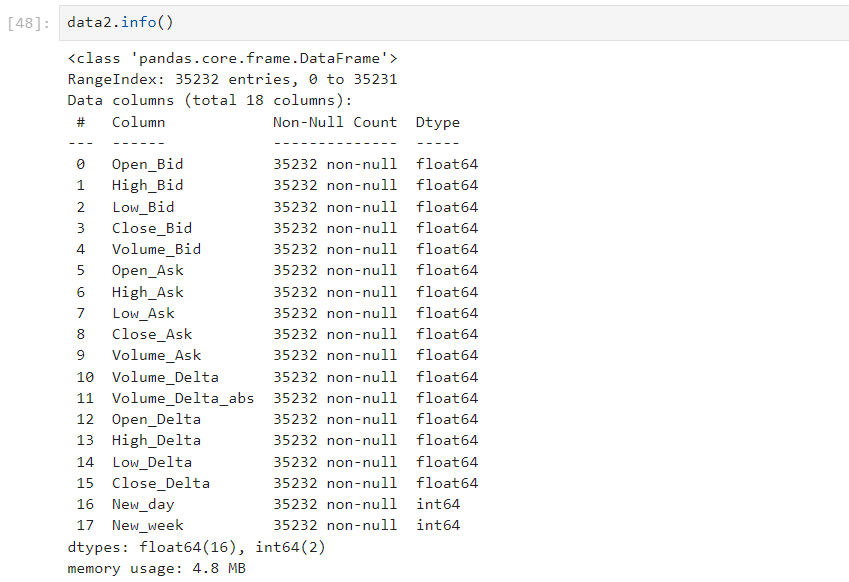 [48]: data2.info()
<class 'pandas.core.frame.DataFrame'>
RangeIndex: 35232 entries, 0 to 35231
Data columns (total 18 columns):
 #   Column            Non-Null Count  Dtype
---  ------            --------------  -----
 0   Open_Bid          35232 non-null  float64
 1   High_Bid          35232 non-null  float64
 2   Low_Bid           35232 non-null  float64
 3   Close_Bid         35232 non-null  float64
 4   Volume_Bid        35232 non-null  float64
 5   Open_Ask          35232 non-null  float64
 6   High_Ask          35232 non-null  float64
 7   Low_Ask           35232 non-null  float64
 8   Close_Ask         35232 non-null  float64
 9   Volume_Ask        35232 non-null  float64
 10  Volume_Delta      35232 non-null  float64
 11  Volume_Delta_abs  35232 non-null  float64
 12  Open_Delta        35232 non-null  float64
 13  High_Delta        35232 non-null  float64
 14  Low_Delta         35232 non-null  float64
 15  Close_Delta       35232 non-null  float64
 16  New_day           35232 non-null  int64
 17  New_week          35232 non-null  int64
dtypes: float64(16), int64(2)
memory usage: 4.8 MB